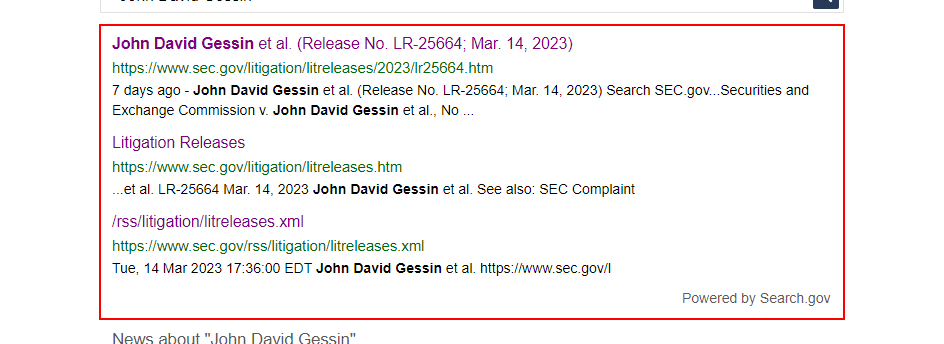 John David Gessin et al. (Release No. LR-25664; Mar. 14, 2023)
https://www.sec.gov/litigation/litreleases/2023/lr25664.htm
7 days ago - John David Gessin et al. (Release No. LR-25664; Mar. 14, 2023) Search SEC.gov...Securities and
Exchange Commission v. John David Gessin et al., No ...
Litigation Releases
https://www.sec.gov/litigation/litreleases.htm
...et al. LR-25664 Mar. 14, 2023 John David Gessin et al. See also: SEC Complaint
/rss/litigation/litreleases.xml
https://www.sec.gov/rss/litigation/litreleases.xml
Tue, 14 Mar 2023 17:36:00 EDT John David Gessin et al. https://www.sec.gov/l
Powered by Search.gov
News about "John David Gessin"